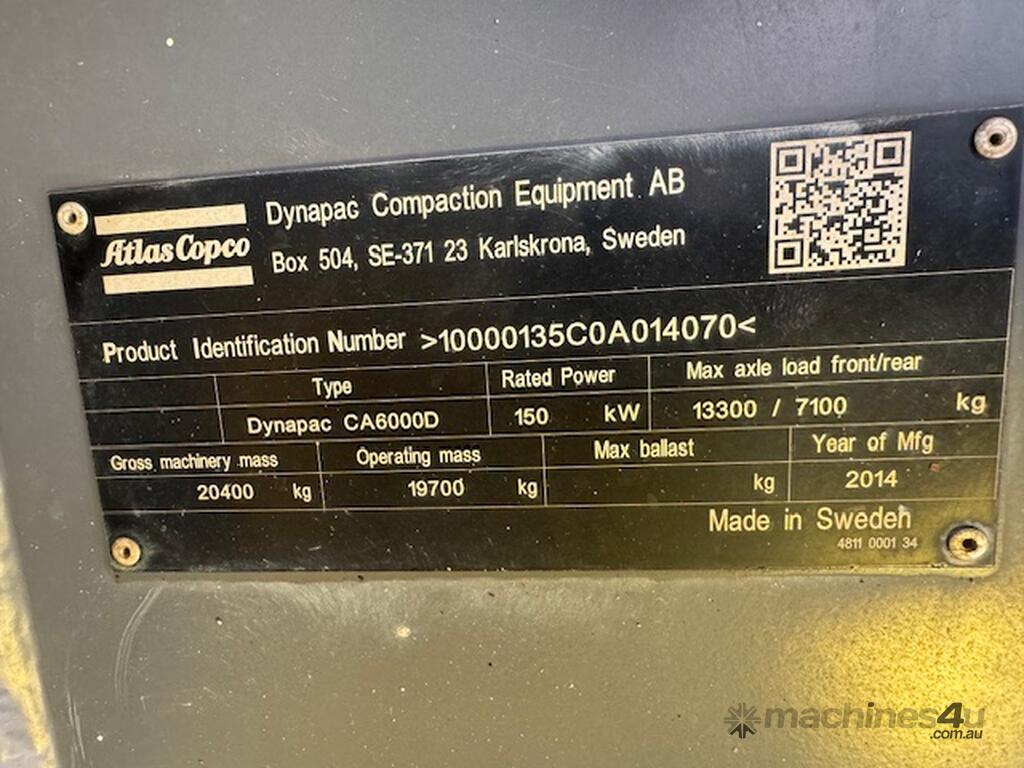 Atlas Copco
Dynapac Compaction Equipment AB
Box 504, SE-371 23 Karlskrona, Sweden
Product Identification Number >10000135C0A014070<
Type Rated Power Max axle load front/rear
Dynapac CA6000D 150 kW 13300 / 7100 kg
Gross machinery mass Operating mass Max ballast Year of Mfg
20400 kg 19700 kg kg 2014
Made in Sweden
4811 0001 34
machines4u
.com.au